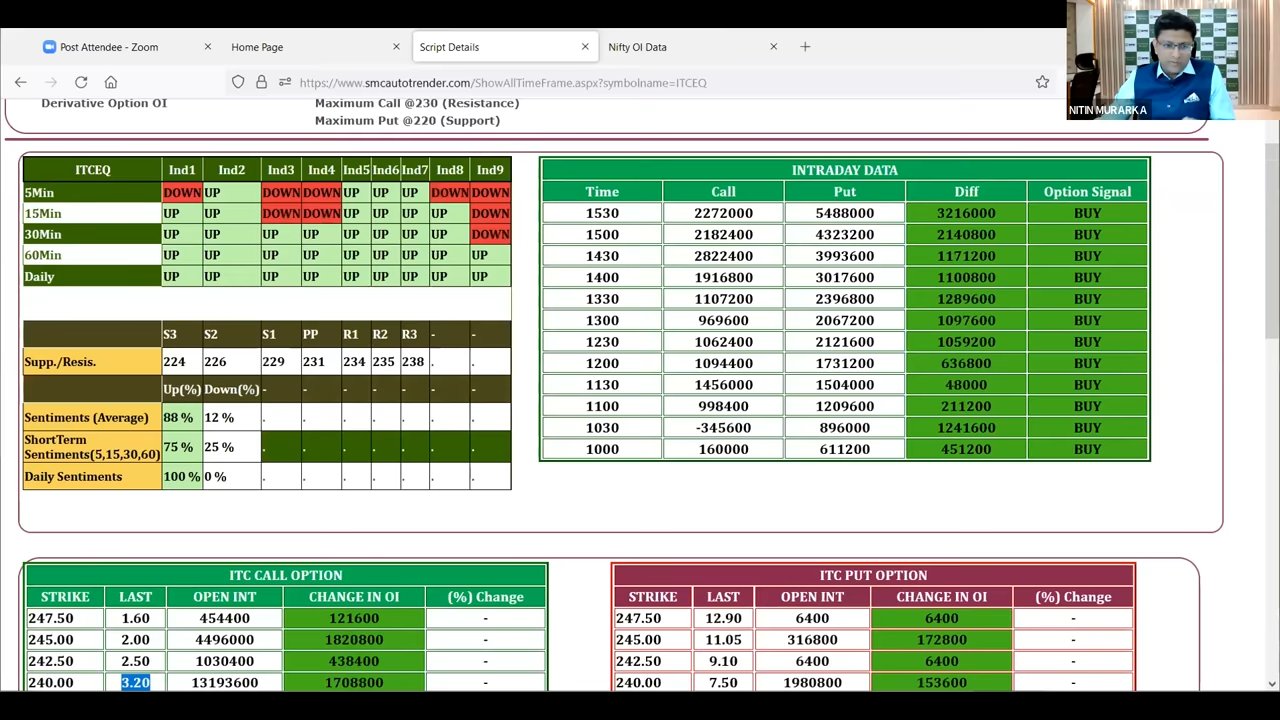 Post Attendee - Zoom
Home Page
Script Details
Nifty OI Data
https://www.smcautotrender.com/ShowAllTimeFrame.aspx?symbolname=ITCEQ
NITIN MURARKA
Derivative Option OI Maximum Call @230 (Resistance)
Maximum Put @220 (Support)
ITCEQ Ind1 Ind2 Ind3 Ind4 Ind5 Ind6 Ind7 Ind8 Ind9
5Min DOWN UP DOWN DOWN UP UP UP DOWN DOWN
15Min UP UP DOWN DOWN UP UP UP UP DOWN
30Min UP UP UP UP UP UP UP UP DOWN
60Min UP UP UP UP UP UP UP UP UP
Daily UP UP UP UP UP UP UP UP UP
S3 S2 S1 PP R1 R2 R3 - -
Supp./Resis. 224 226 229 231 234 235 238 . .
Up(%) Down(%) - - - - - - -
Sentiments (Average) 88 % 12 % . . . . . . .
ShortTerm
Sentiments(5,15,30,60) 75 % 25 % . . . . . . .
Daily Sentiments 100 % 0 % . . . . . . .
INTRADAY DATA
Time Call Put Diff Option Signal
1530 2272000 5488000 3216000 BUY
1500 2182400 4323200 2140800 BUY
1430 2822400 3993600 1171200 BUY
1400 1916800 3017600 1100800 BUY
1330 1107200 2396800 1289600 BUY
1300 969600 2067200 1097600 BUY
1230 1062400 2121600 1059200 BUY
1200 1094400 1731200 636800 BUY
1130 1456000 1504000 48000 BUY
1100 998400 1209600 211200 BUY
1030 -345600 896000 1241600 BUY
1000 160000 611200 451200 BUY
ITC CALL OPTION
STRIKE LAST OPEN INT CHANGE IN OI (%) Change
247.50 1.60 454400 121600 -
245.00 2.00 4496000 1820800 -
242.50 2.50 1030400 438400 -
240.00 3.20 13193600 1708800 -
ITC PUT OPTION
STRIKE LAST OPEN INT CHANGE IN OI (%) Change
247.50 12.90 6400 6400 -
245.00 11.05 316800 172800 -
242.50 9.10 6400 6400 -
240.00 7.50 1980800 153600 -